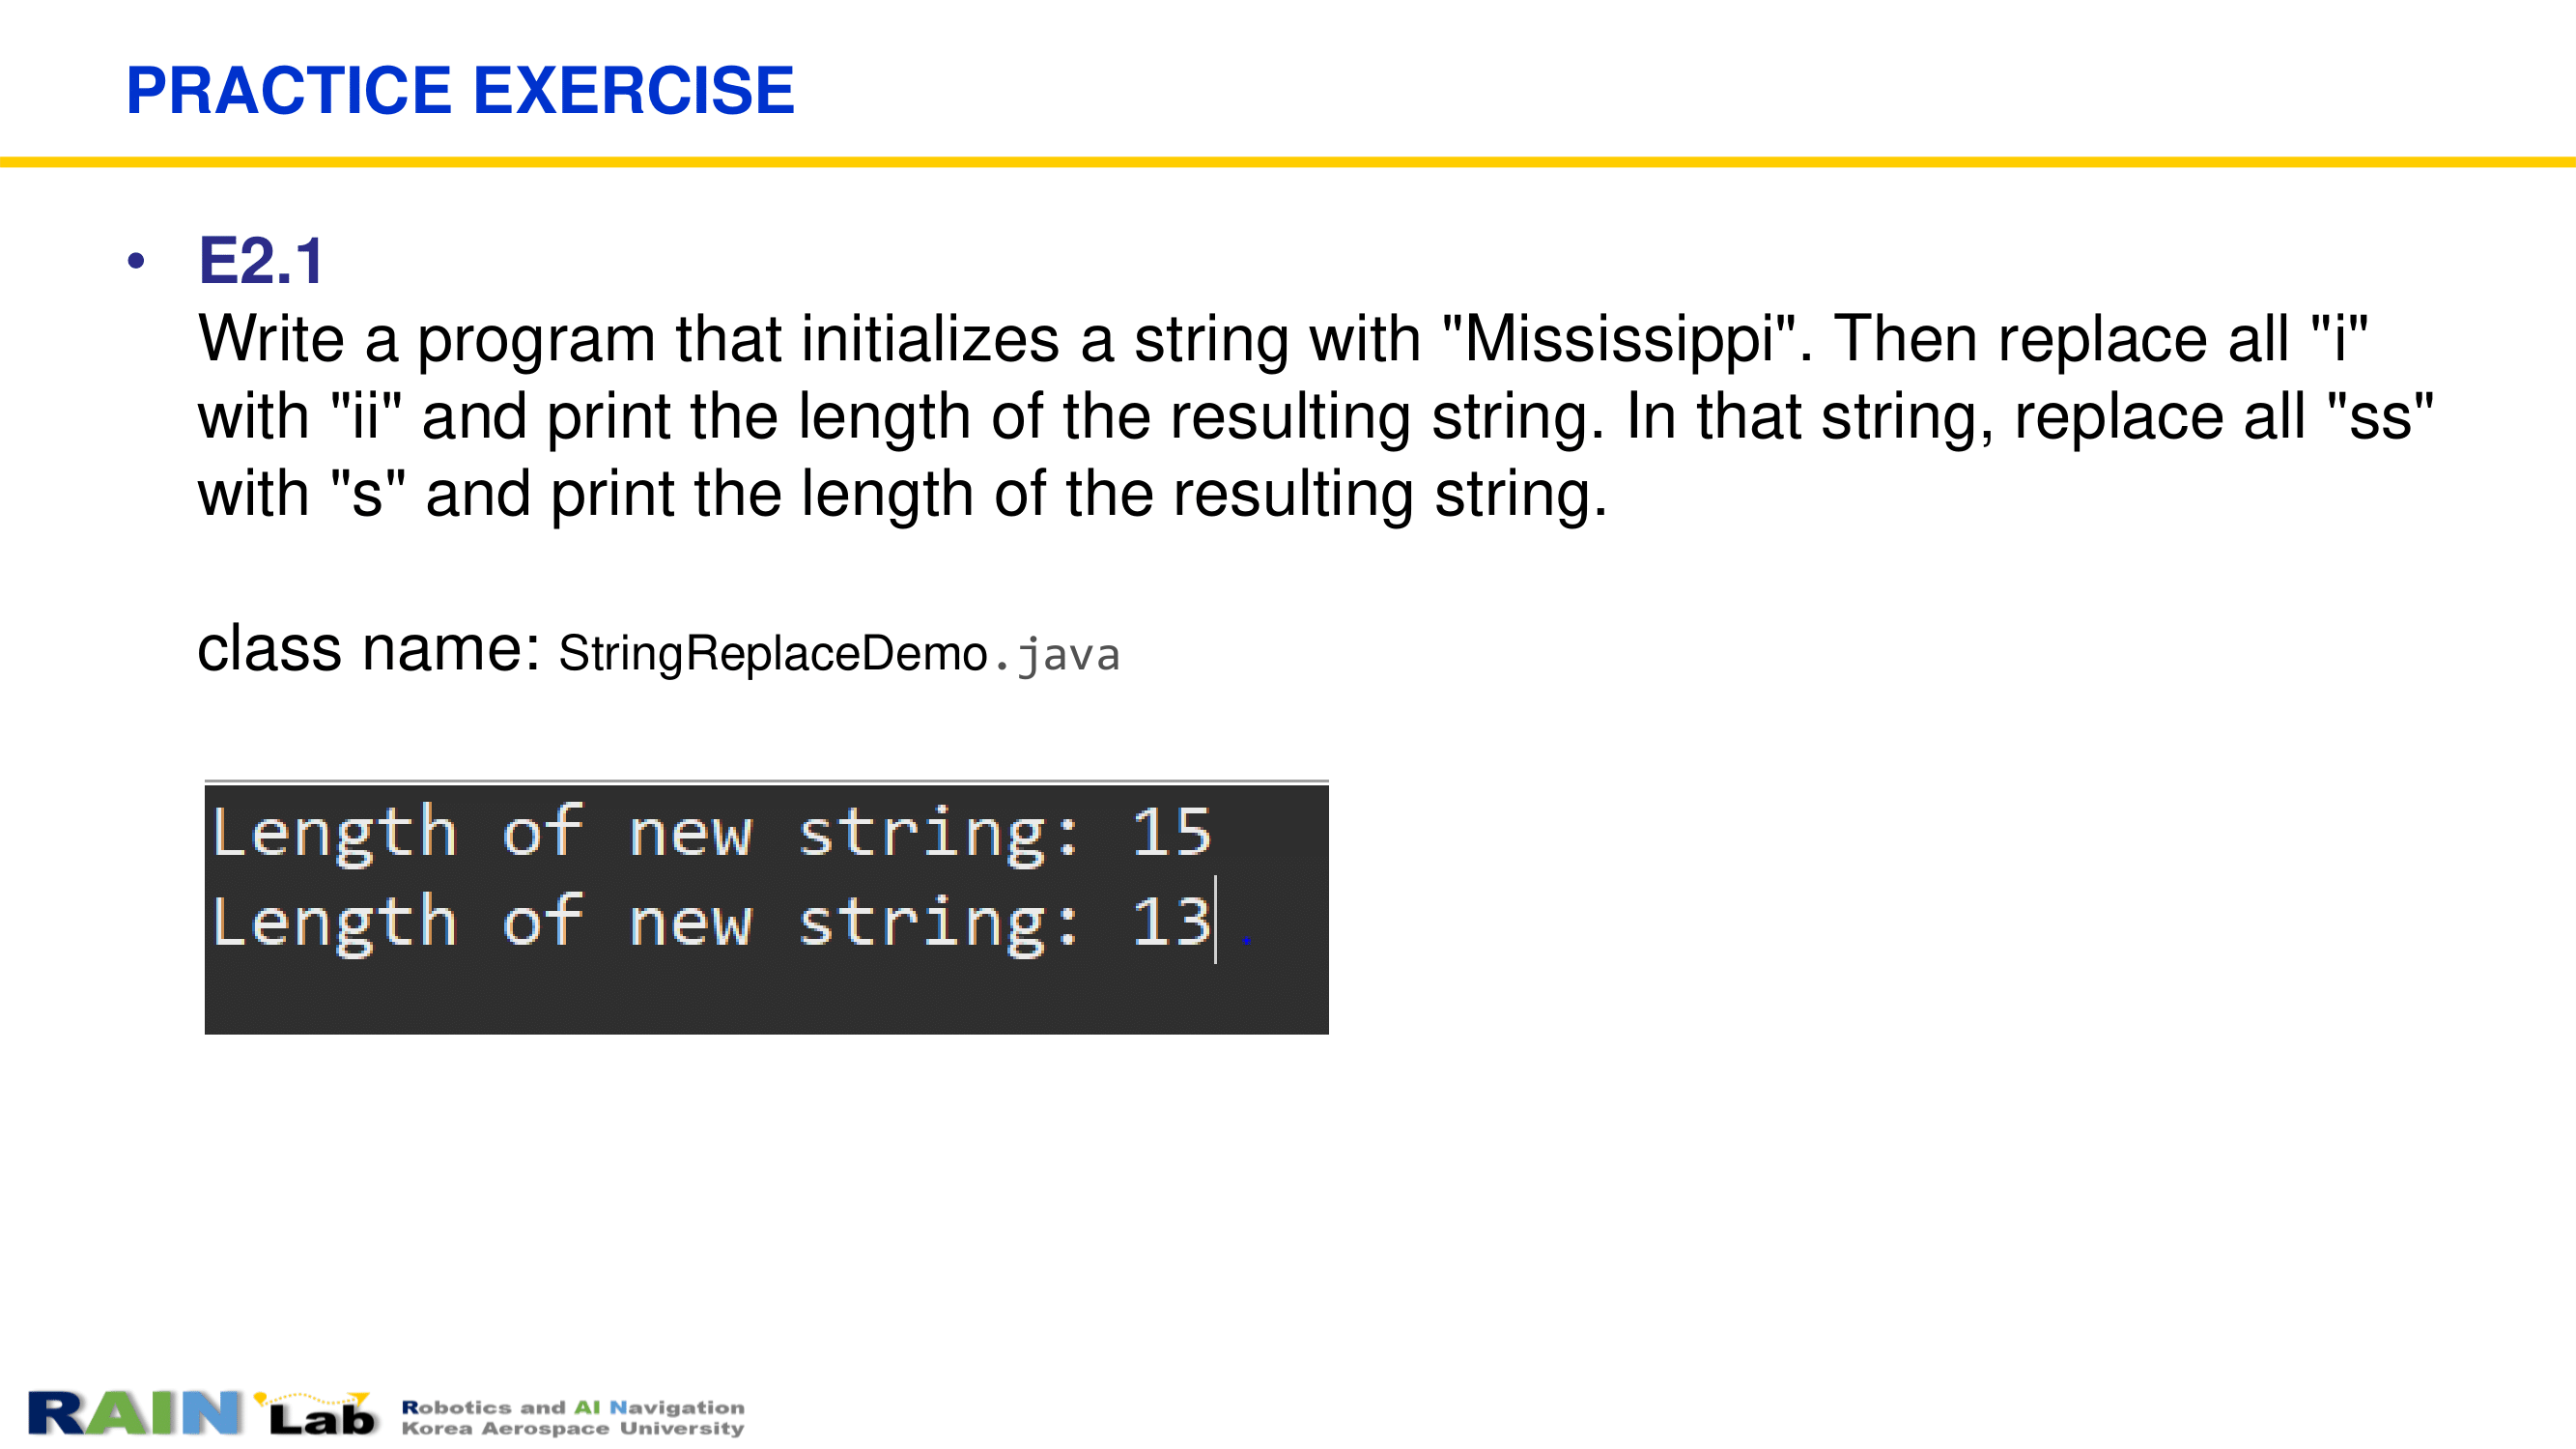 PRACTICE EXERCISE
• E2.1
Write a program that initializes a string with "Mississippi". Then replace all "i"
with "ii" and print the length of the resulting string. In that string, replace all "ss"
with "s" and print the length of the resulting string.
class name: StringReplaceDemo.java
Length of new string: 15
Length of new string: 13
RAIN Lab
Robotics and AI Navigation
Korea Aerospace University